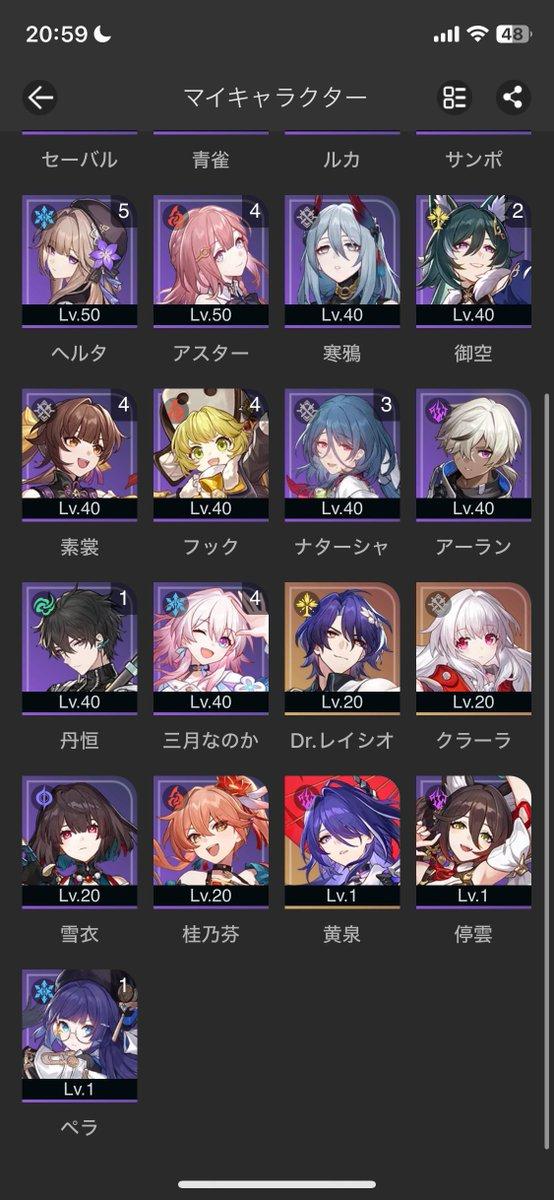 20:59
48
マイキャラクター
セーバル 青雀 ルカ サンポ
5 4 2
Lv.50 Lv.50 Lv.40 Lv.40
ヘルタ アスター 寒鴉 御空
4 4 3
Lv.40 Lv.40 Lv.40 Lv.40
素裳 フック ナターシャ アーラン
1 4
Lv.40 Lv.40 Lv.20 Lv.20
丹恒 三月なのか Dr.レイシオ クラーラ
Lv.20 Lv.20 Lv.1 Lv.1
雪衣 桂乃芬 黄泉 停雲
1
Lv.1
ペラ